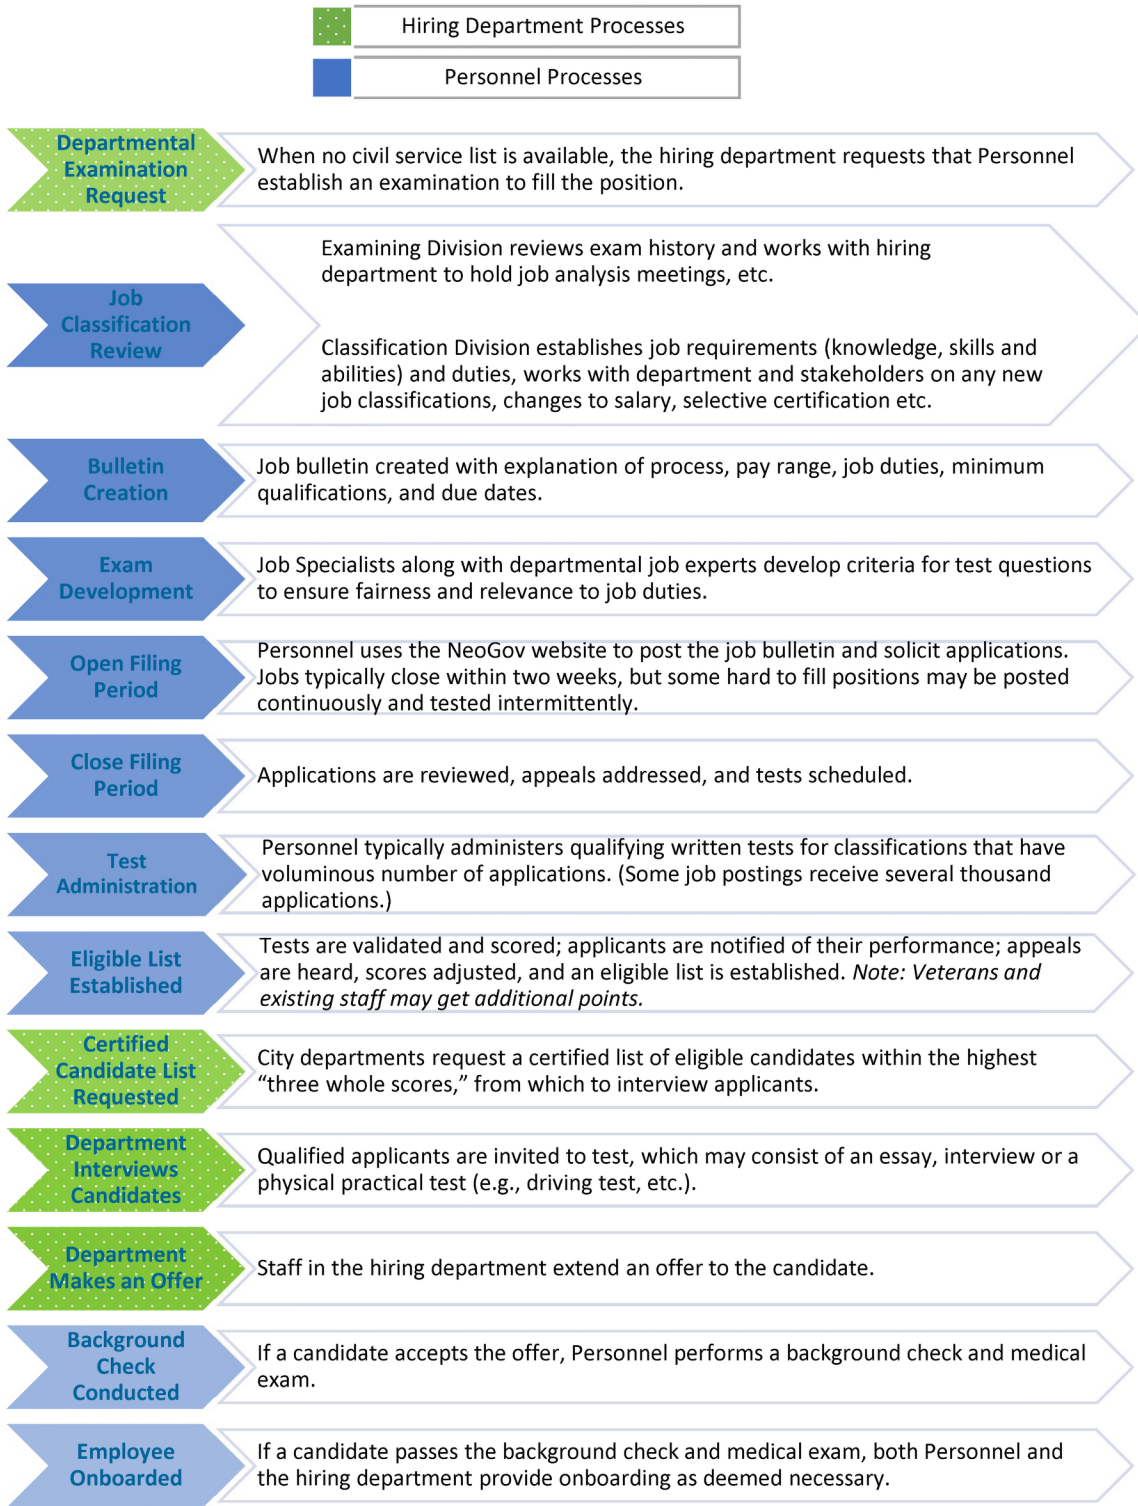 Hiring Department Processes
Personnel Processes
Departmental
Examination
Request
When no civil service list is available, the hiring department requests that Personnel
establish an examination to fill the position.
Job
Classification
Review
Examining Division reviews exam history and works with hiring
department to hold job analysis meetings, etc.
Classification Division establishes job requirements (knowledge, skills and
abilities) and duties, works with department and stakeholders on any new
job classifications, changes to salary, selective certification etc.
Bulletin
Creation
Job bulletin created with explanation of process, pay range, job duties, minimum
qualifications, and due dates.
Exam
Development
Job Specialists along with departmental job experts develop criteria for test questions
to ensure fairness and relevance to job duties.
Open Filing
Period
Personnel uses the NeoGov website to post the job bulletin and solicit applications.
Jobs typically close within two weeks, but some hard to fill positions may be posted
continuously and tested intermittently.
Close Filing
Period
Applications are reviewed, appeals addressed, and tests scheduled.
Test
Administration
Personnel typically administers qualifying written tests for classifications that have
voluminous number of applications. (Some job postings receive several thousand
applications.)
Eligible List
Established
Tests are validated and scored; applicants are notified of their performance; appeals
are heard, scores adjusted, and an eligible list is established. Note: Veterans and
existing staff may get additional points.
Certified
Candidate List
Requested
City departments request a certified list of eligible candidates within the highest
“three whole scores,” from which to interview applicants.
Department
Interviews
Candidates
Qualified applicants are invited to test, which may consist of an essay, interview or a
physical practical test (e.g., driving test, etc.).
Department
Makes an Offer
Staff in the hiring department extend an offer to the candidate.
Background
Check
Conducted
If a candidate accepts the offer, Personnel performs a background check and medical
exam.
Employee
Onboarded
If a candidate passes the background check and medical exam, both Personnel and
the hiring department provide onboarding as deemed necessary.